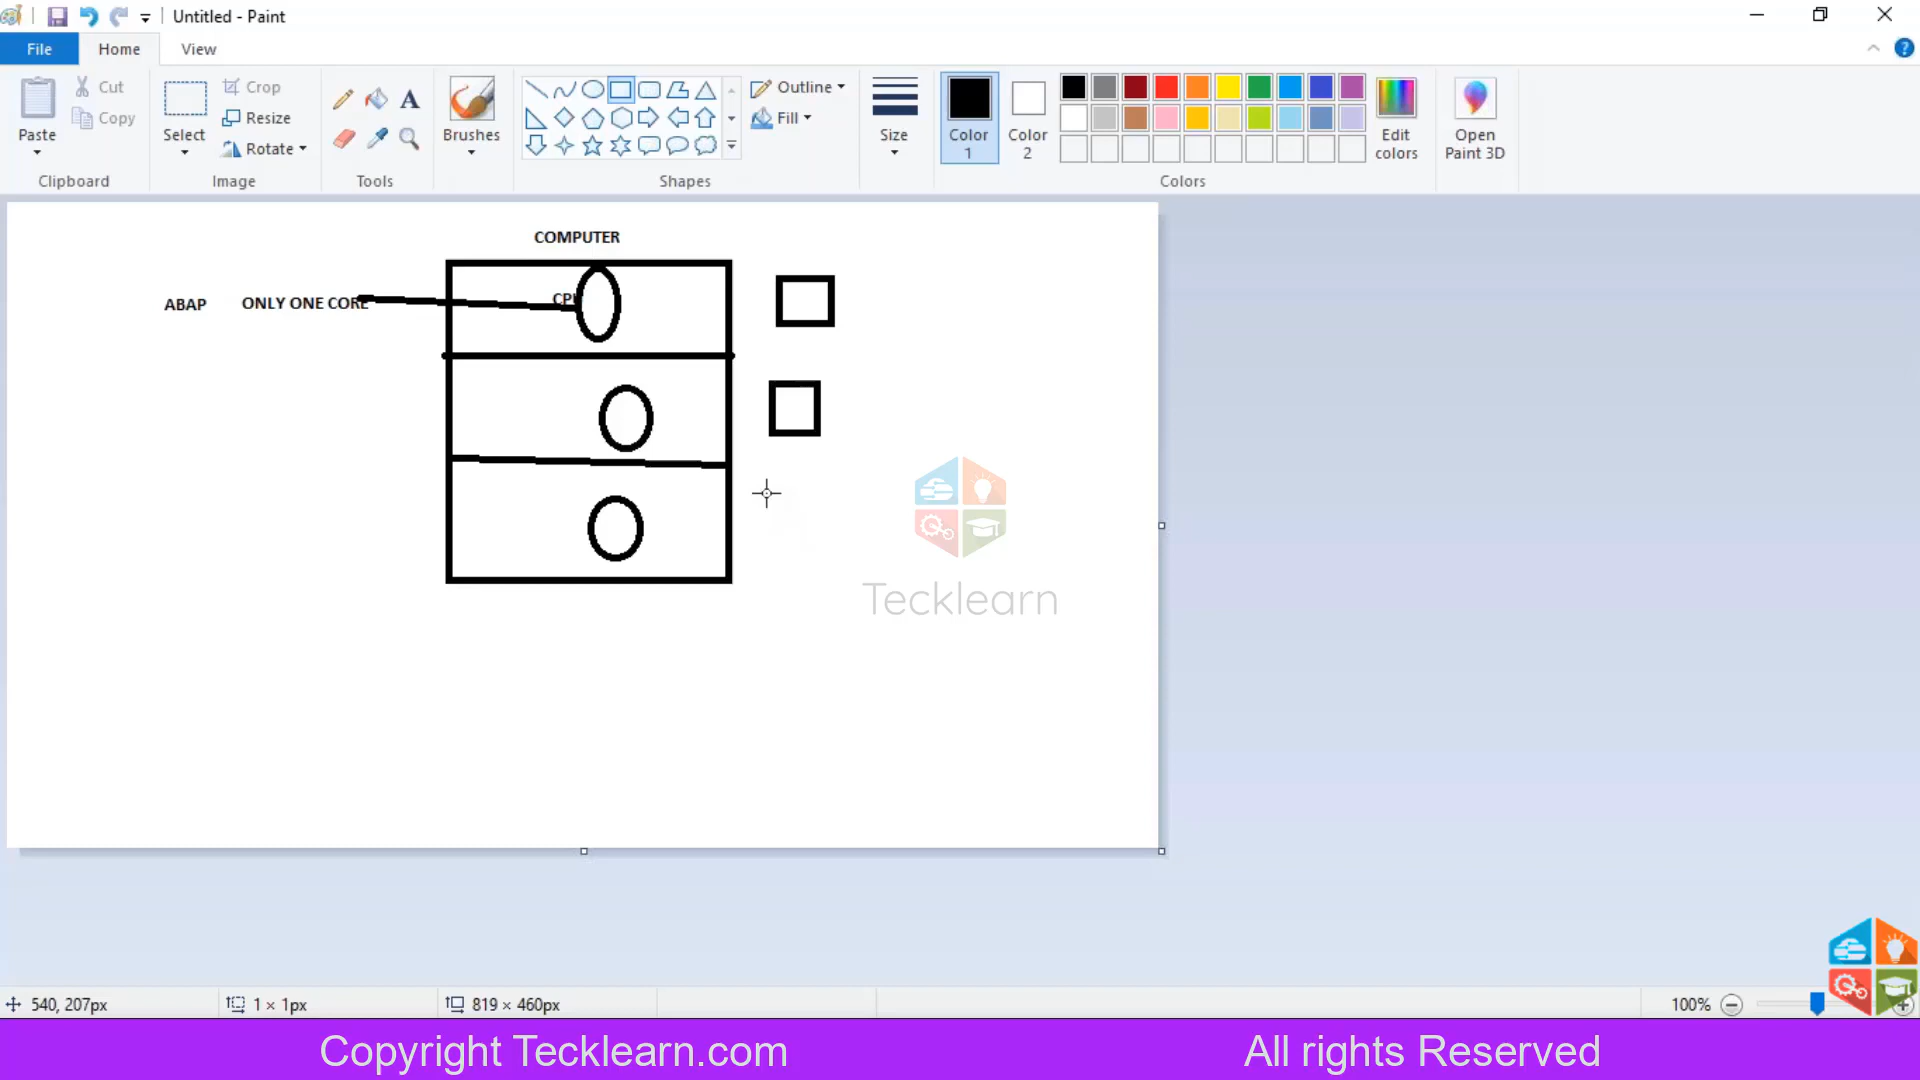 Untitled - Paint
File Home View
Paste
Cut
Copy
Clipboard
Select
Crop
Resize
Rotate
Image
Tools
Brushes
Shapes
Outline
Fill
Size
Color 1
Color 2
Colors
Edit colors
Open Paint 3D
COMPUTER
ABAP ONLY ONE CORE
Tecklearn
540, 207px
1 × 1px
819 × 460px
100%
Copyright Tecklearn.com
All rights Reserved